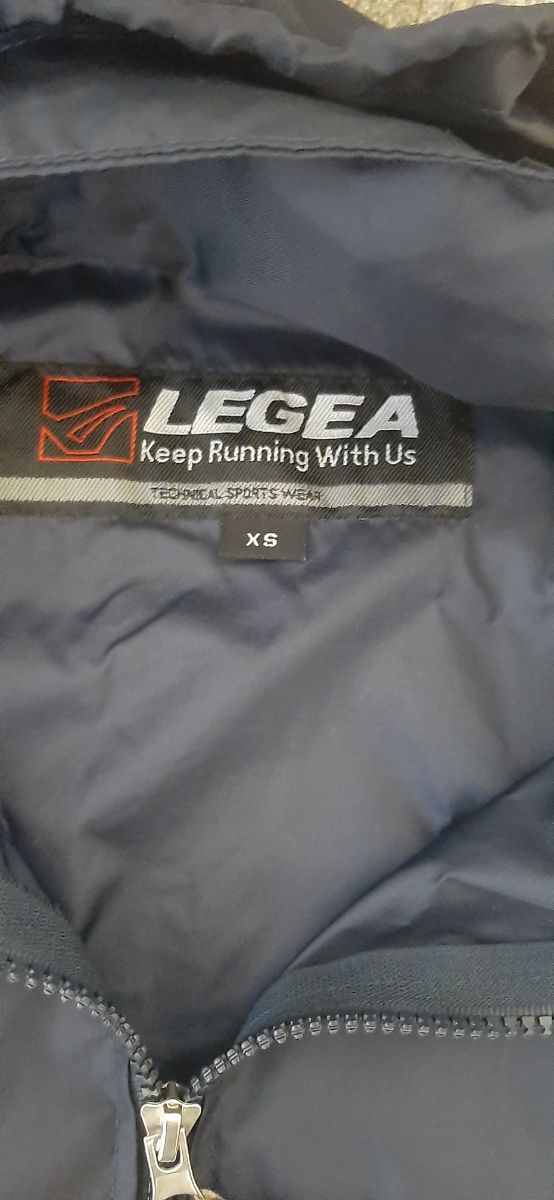 LEGEA
Keep Running With Us
TECHNICAL SPORTS WEAR
XS